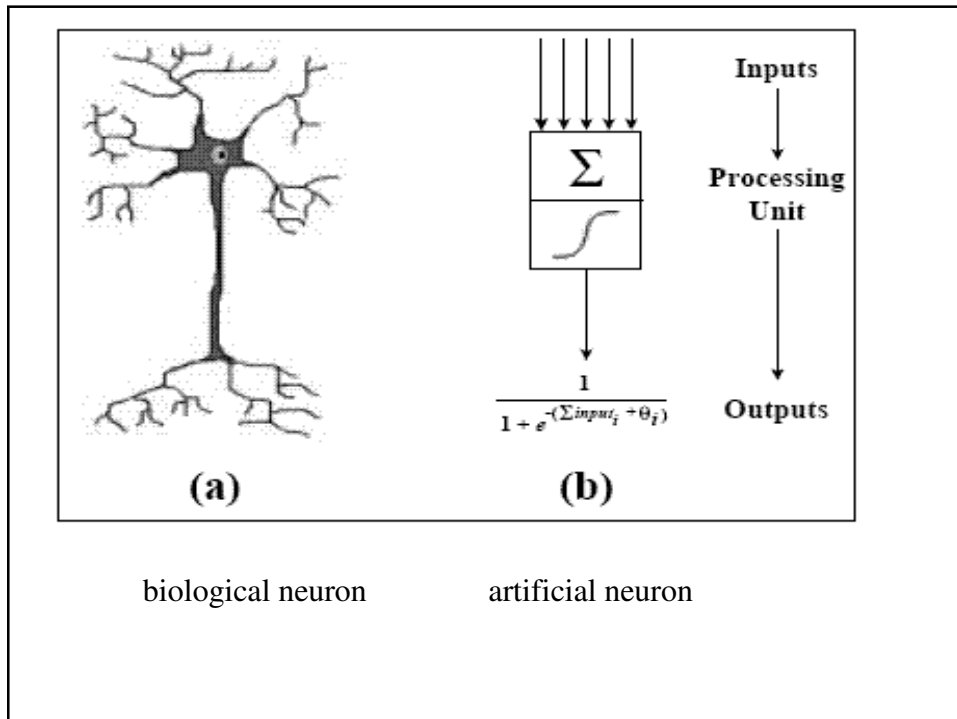 Inputs
Σ
Processing
Unit
1
1 + e^-(Σinput_i + θ_i)
Outputs
(a)
(b)
biological neuron
artificial neuron